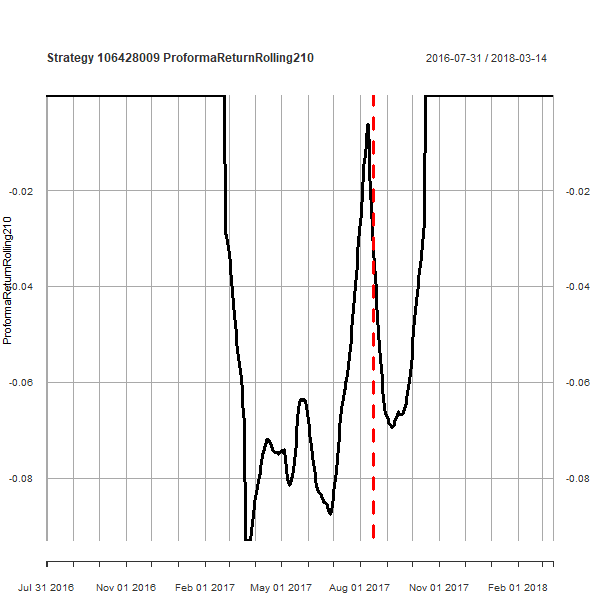 Strategy 106428009 ProformaReturnRolling210
2016-07-31 / 2018-03-14
ProformaReturnRolling210
-0.02
-0.04
-0.06
-0.08
-0.02
-0.04
-0.06
-0.08
Jul 31 2016 Nov 01 2016 Feb 01 2017 May 01 2017 Aug 01 2017 Nov 01 2017 Feb 01 2018